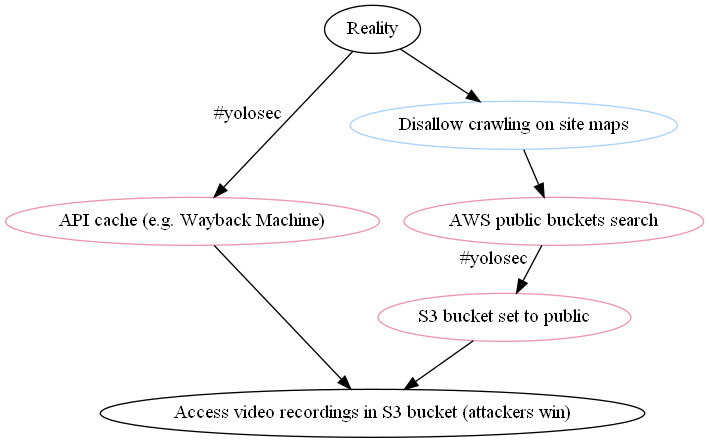 Reality
#yolosec
Disallow crawling on site maps
API cache (e.g. Wayback Machine)
AWS public buckets search
#yolosec
S3 bucket set to public
Access video recordings in S3 bucket (attackers win)